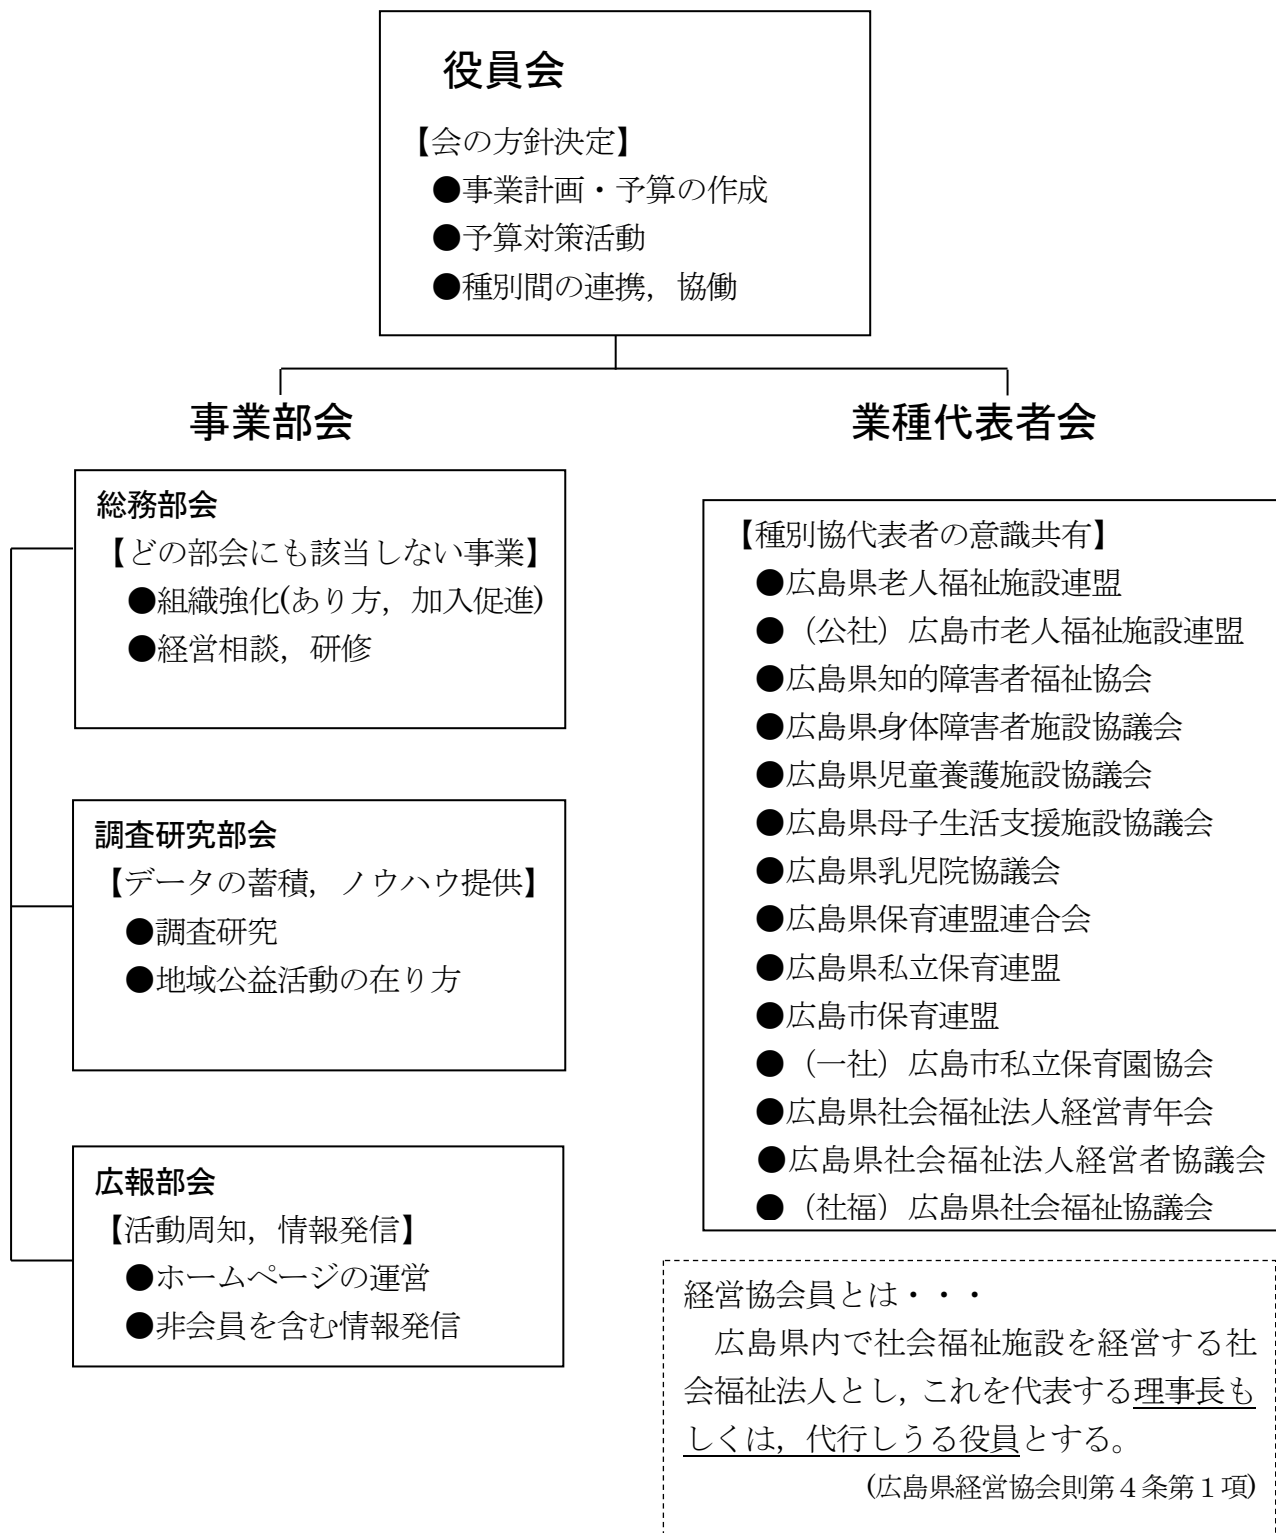 役員会
【会の方針決定】
●事業計画・予算の作成
●予算対策活動
●種別間の連携，協働
事業部会
総務部会
【どの部会にも該当しない事業】
●組織強化(あり方，加入促進)
●経営相談，研修
調査研究部会
【データの蓄積，ノウハウ提供】
●調査研究
●地域公益活動の在り方
広報部会
【活動周知，情報発信】
●ホームページの運営
●非会員を含む情報発信
業種代表者会
【種別協代表者の意識共有】
●広島県老人福祉施設連盟
●（公社）広島市老人福祉施設連盟
●広島県知的障害者福祉協会
●広島県身体障害者施設協議会
●広島県児童養護施設協議会
●広島県母子生活支援施設協議会
●広島県乳児院協議会
●広島県保育連盟連合会
●広島県私立保育連盟
●広島市保育連盟
●（一社）広島市私立保育園協会
●広島県社会福祉法人経営青年会
●広島県社会福祉法人経営者協議会
●（社福）広島県社会福祉協議会
経営協会員とは・・・
広島県内で社会福祉施設を経営する社
会福祉法人とし，これを代表する理事長も
しくは，代行しうる役員とする。
(広島県経営協会則第４条第１項)